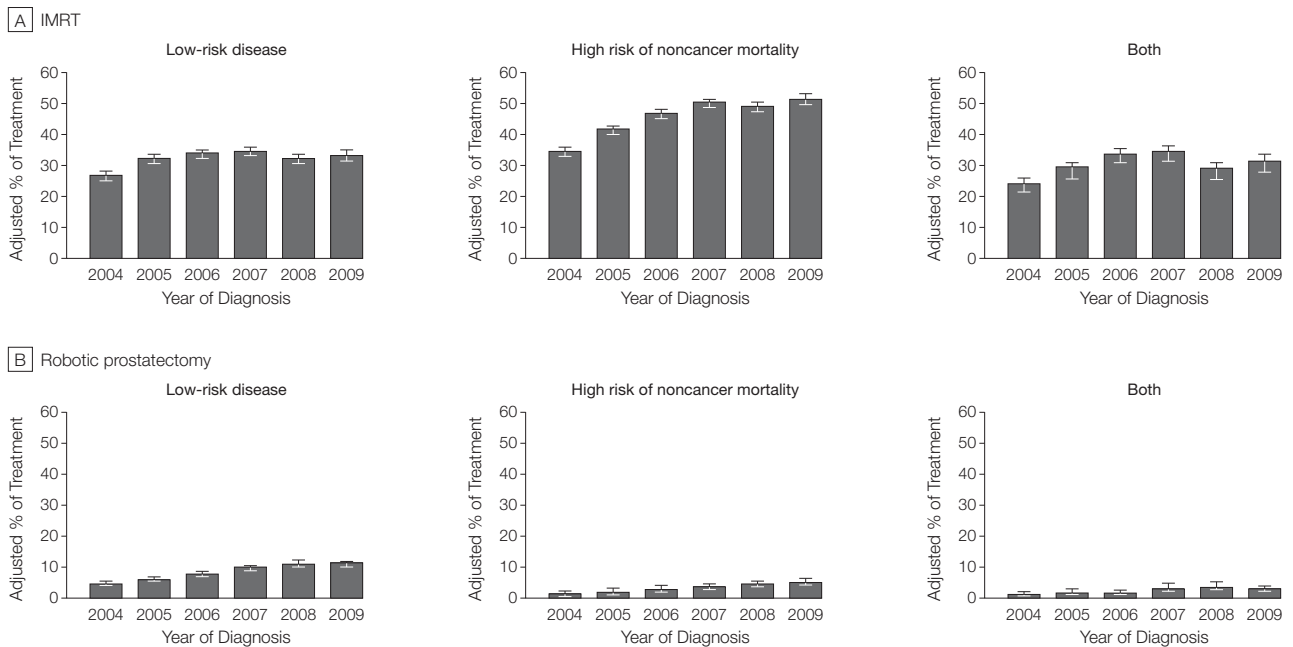 A IMRT
Low-risk disease
60
50
40
30
20
10
0
Adjusted % of Treatment
2004 2005 2006 2007 2008 2009
Year of Diagnosis
High risk of noncancer mortality
60
50
40
30
20
10
0
Adjusted % of Treatment
2004 2005 2006 2007 2008 2009
Year of Diagnosis
Both
60
50
40
30
20
10
0
Adjusted % of Treatment
2004 2005 2006 2007 2008 2009
Year of Diagnosis
B Robotic prostatectomy
Low-risk disease
60
50
40
30
20
10
0
Adjusted % of Treatment
2004 2005 2006 2007 2008 2009
Year of Diagnosis
High risk of noncancer mortality
60
50
40
30
20
10
0
Adjusted % of Treatment
2004 2005 2006 2007 2008 2009
Year of Diagnosis
Both
60
50
40
30
20
10
0
Adjusted % of Treatment
2004 2005 2006 2007 2008 2009
Year of Diagnosis